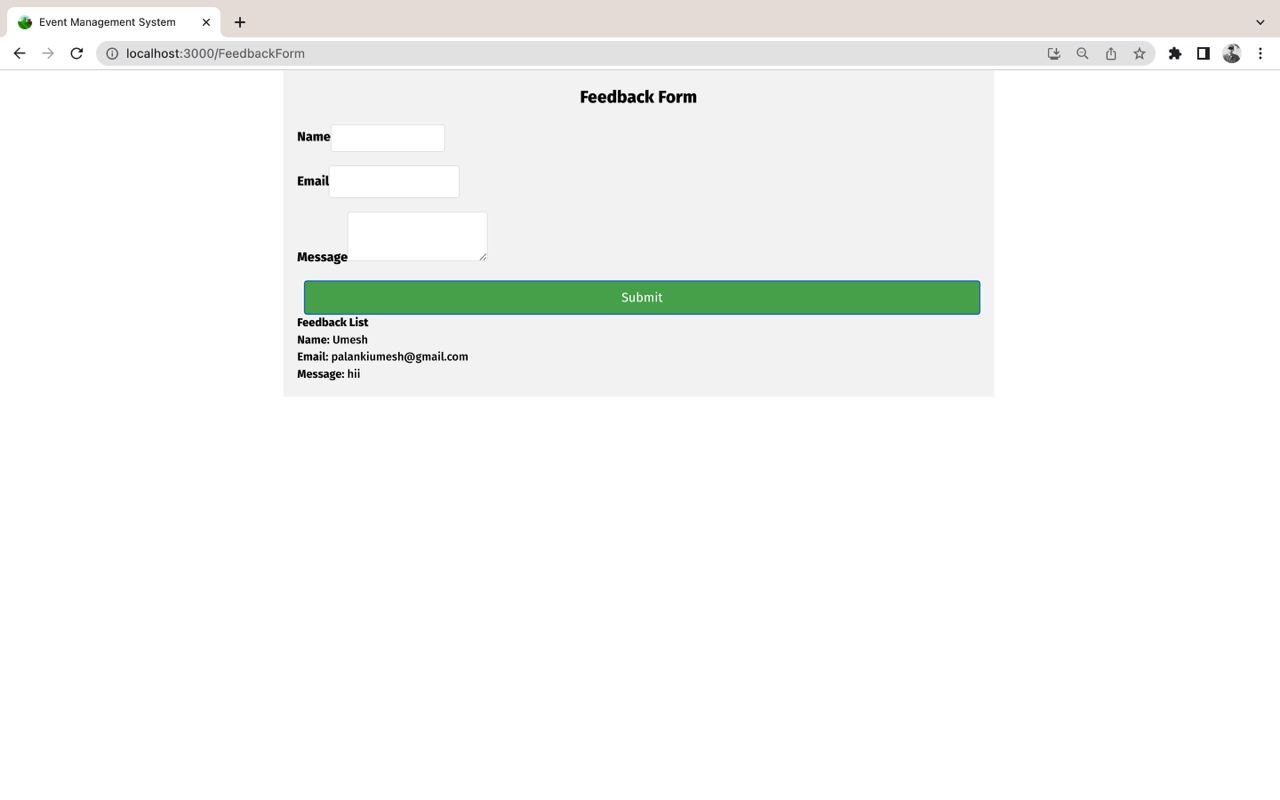 Event Management System
localhost:3000/FeedbackForm
Feedback Form
Name
Email
Message
Submit
Feedback List
Name: Umesh
Email: palankiumesh@gmail.com
Message: hii